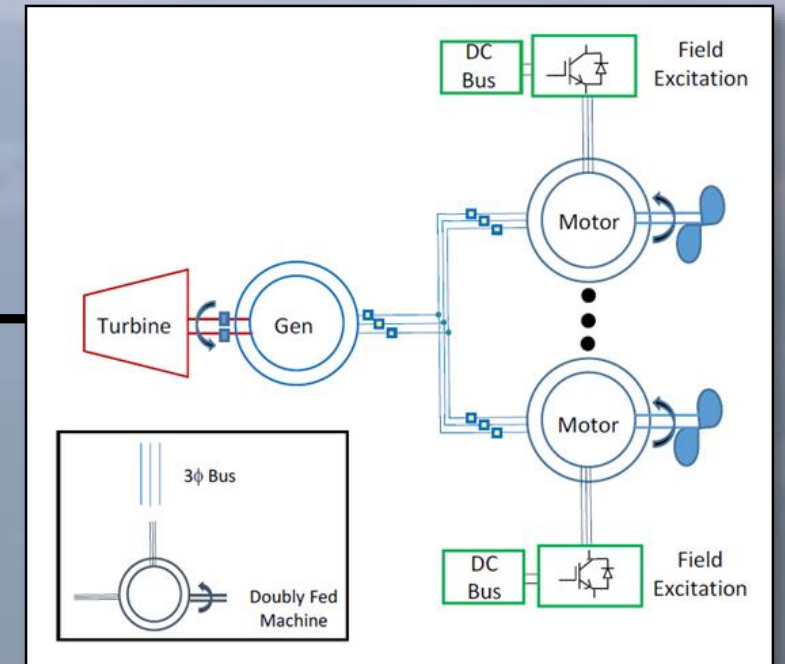 DC
Bus
Field
Excitation
Motor
Turbine
Gen
Motor
3ϕ Bus
Doubly Fed
Machine
DC
Bus
Field
Excitation